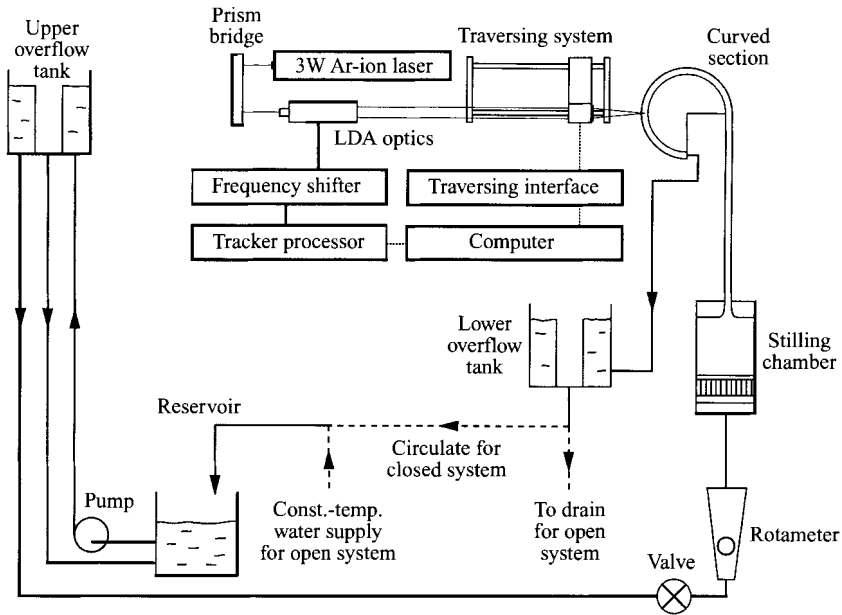 Upper
overflow
tank
Prism
bridge
3W Ar-ion laser
Traversing system
Curved
section
LDA optics
Frequency shifter
Traversing interface
Tracker processor
Computer
Lower
overflow
tank
Stilling
chamber
Reservoir
Circulate for
closed system
Pump
Const.-temp.
water supply
for open system
To drain
for open
system
Rotameter
Valve